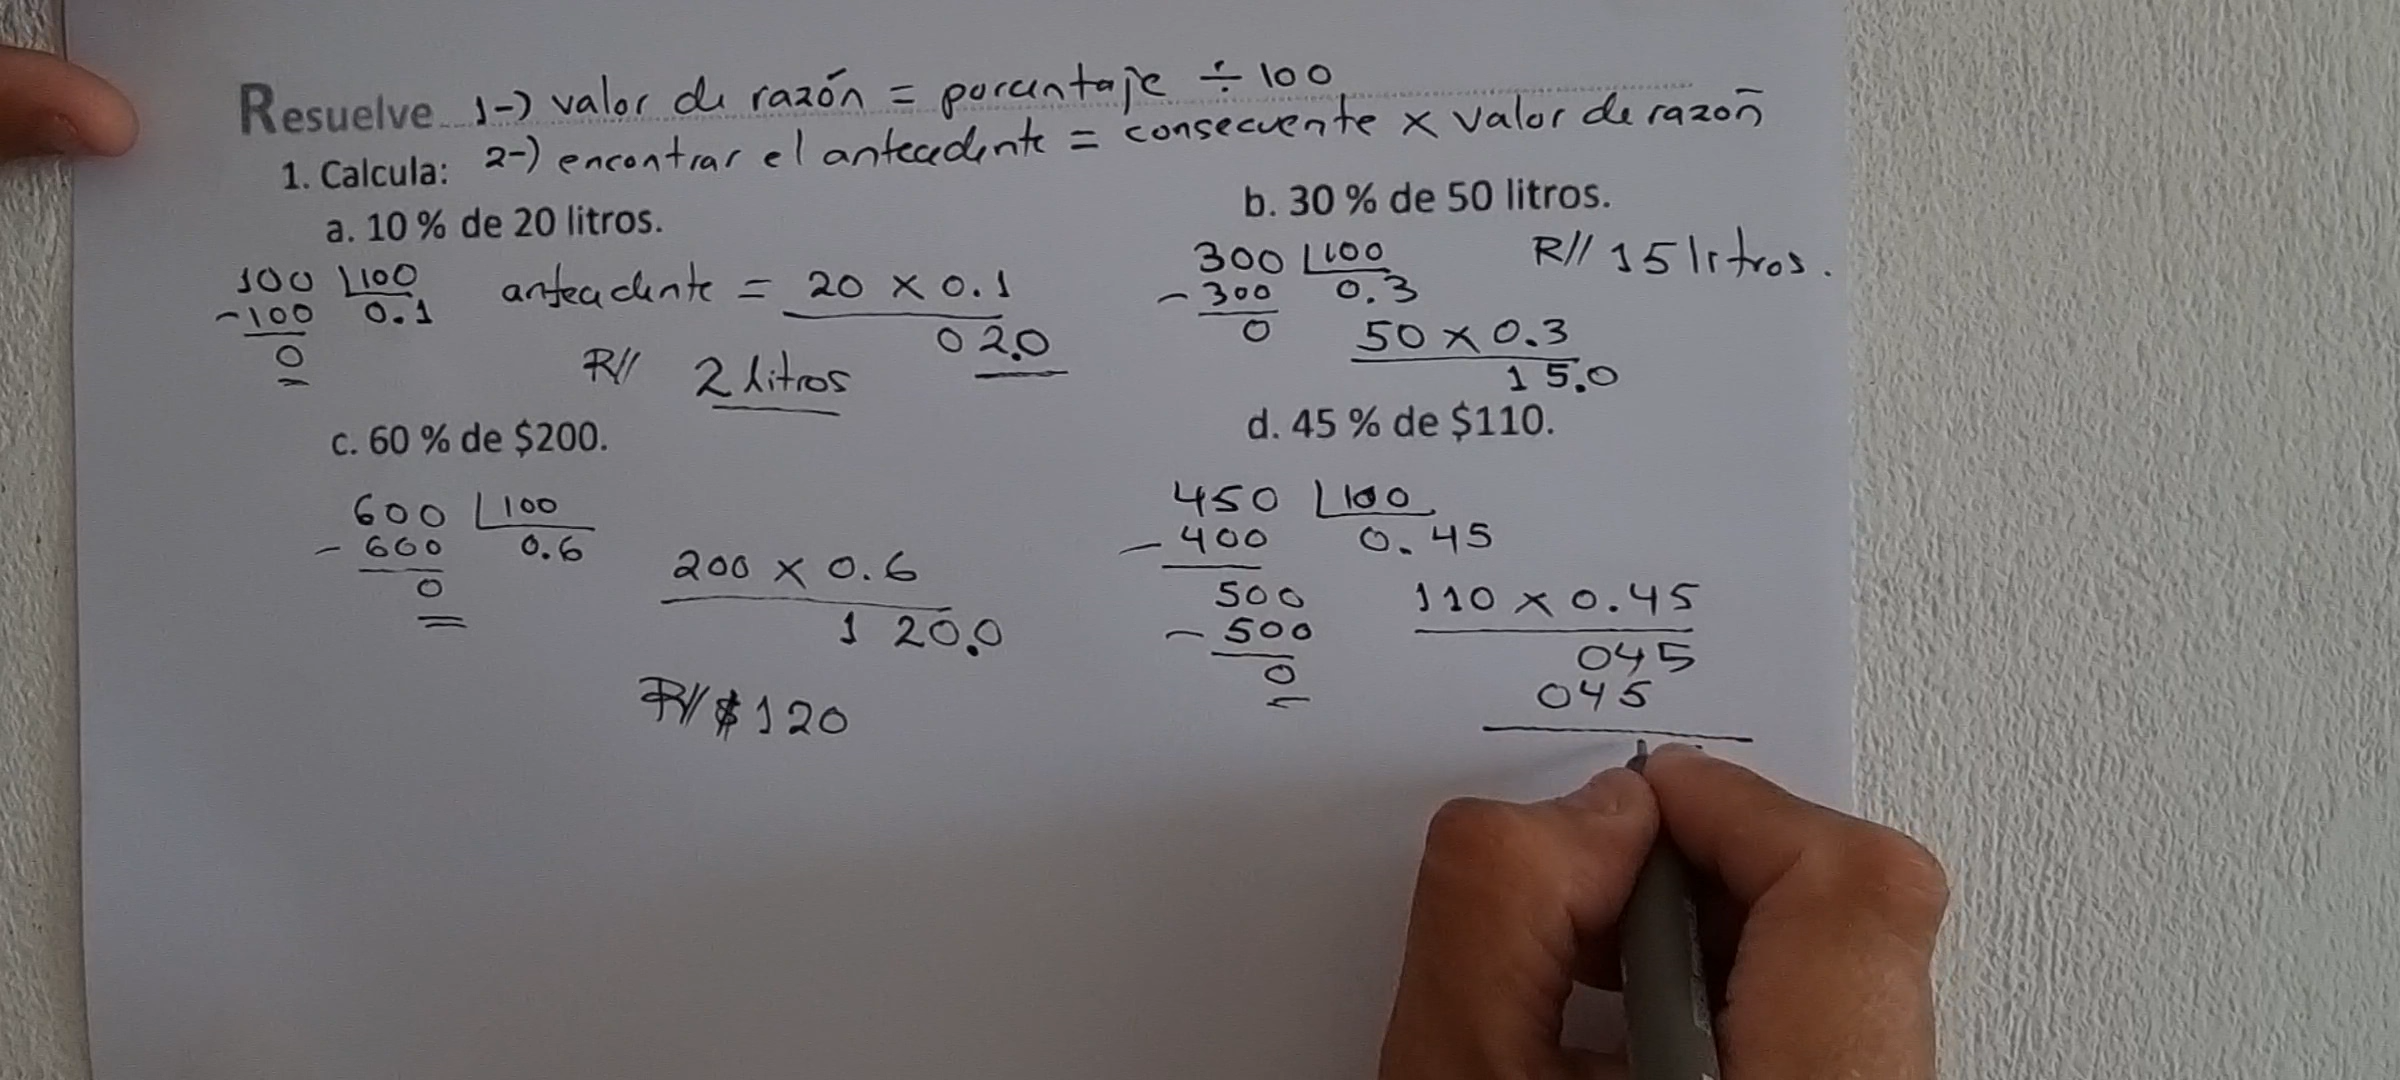 Resuelve 1-) valor de razón = porcentaje ÷ 100
1. Calcula: 2-) encontrar el antecedente = consecuente x valor de razón
a. 10 % de 20 litros.
100 100
-100 0.1
0
antecedente = 20 x 0.1
02.0
R// 2 litros
b. 30 % de 50 litros.
300 100
- 300 0.3
0
50 x 0.3
15.0
R// 15 litros.
c. 60 % de $200.
600 100
- 600 0.6
0
200 x 0.6
120.0
R// $120
d. 45 % de $110.
450 100
- 400 0.45
500
- 500
0
110 x 0.45
045
045